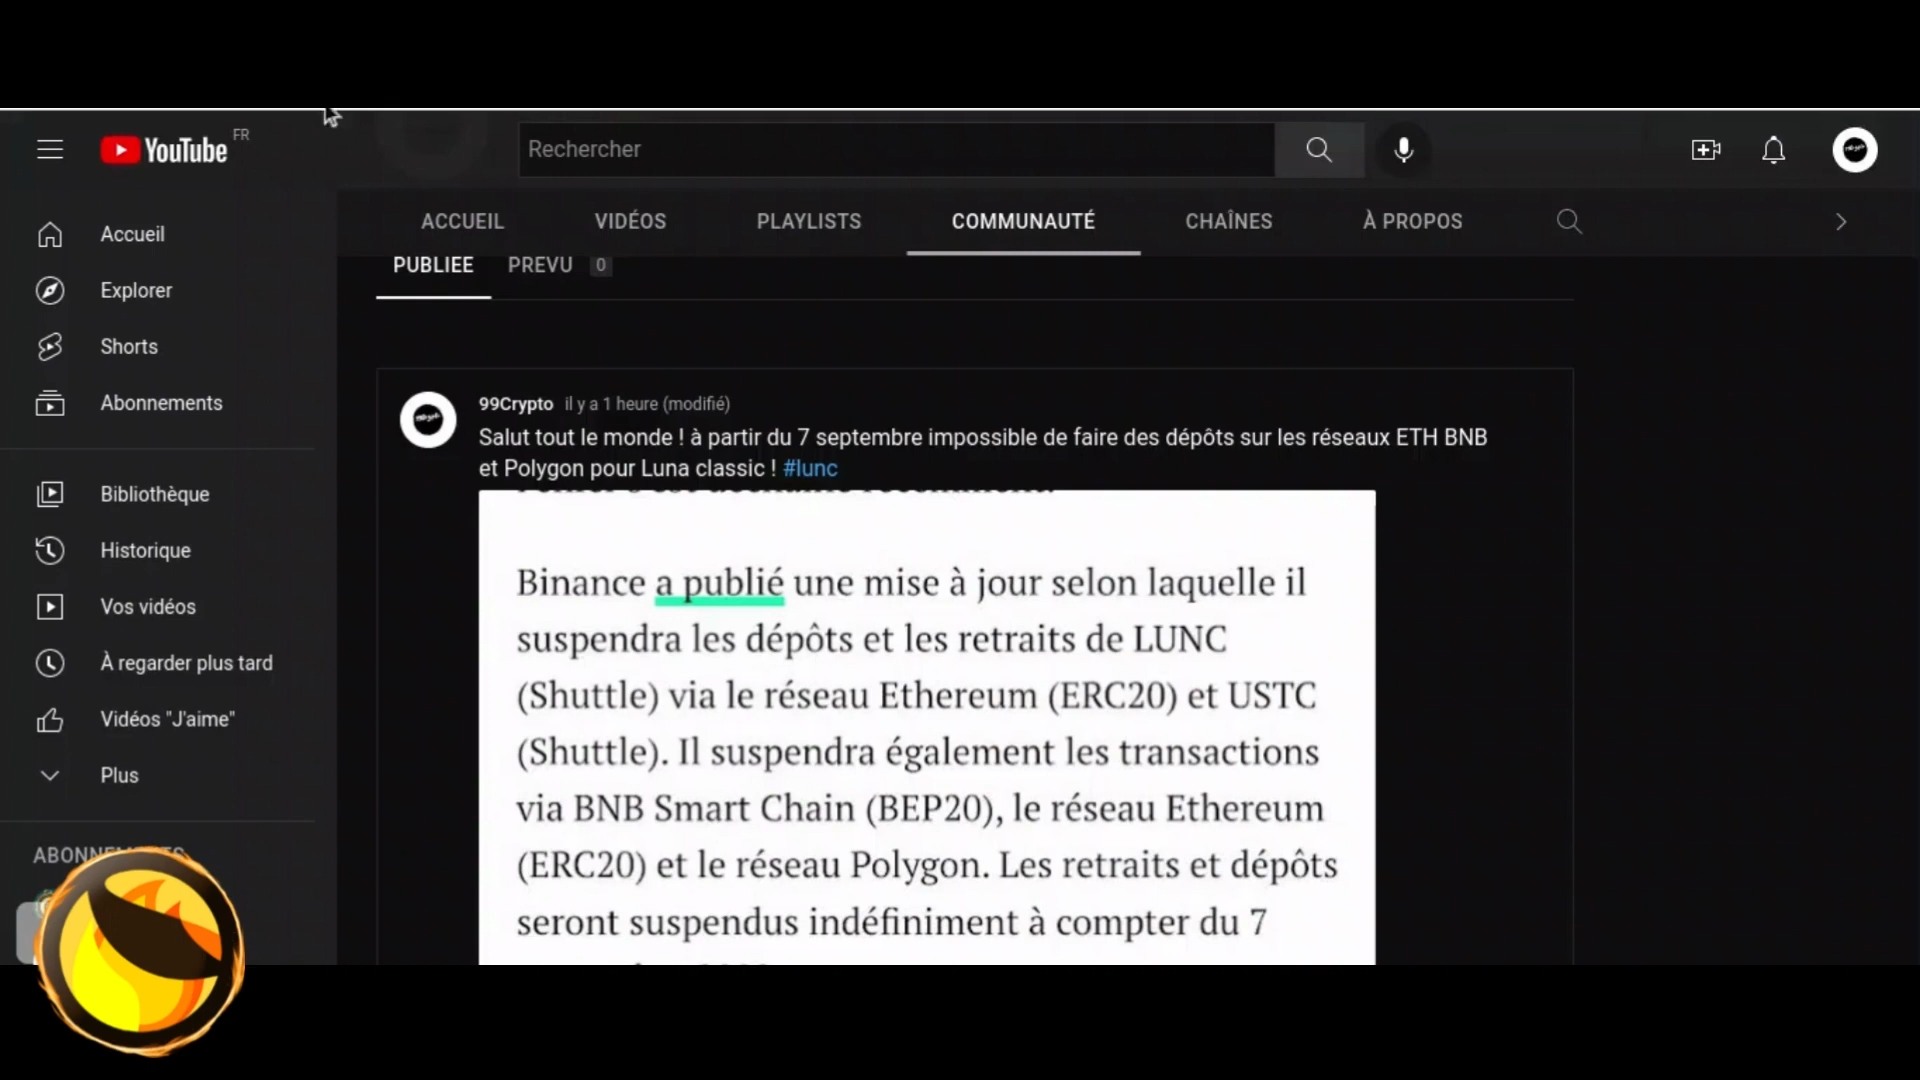 YouTube FR
Rechercher
ACCUEIL VIDÉOS PLAYLISTS COMMUNAUTÉ CHAÎNES À PROPOS
PUBLIÉE PRÉVU 0
Accueil
Explorer
Shorts
Abonnements
Bibliothèque
Historique
Vos vidéos
À regarder plus tard
Vidéos "J'aime"
Plus
ABONNEMENTS
99Crypto il y a 1 heure (modifié)
Salut tout le monde ! à partir du 7 septembre impossible de faire des dépôts sur les réseaux ETH BNB
et Polygon pour Luna classic ! #lunc
Binance a publié une mise à jour selon laquelle il
suspendra les dépôts et les retraits de LUNC
(Shuttle) via le réseau Ethereum (ERC20) et USTC
(Shuttle). Il suspendra également les transactions
via BNB Smart Chain (BEP20), le réseau Ethereum
(ERC20) et le réseau Polygon. Les retraits et dépôts
seront suspendus indéfiniment à compter du 7